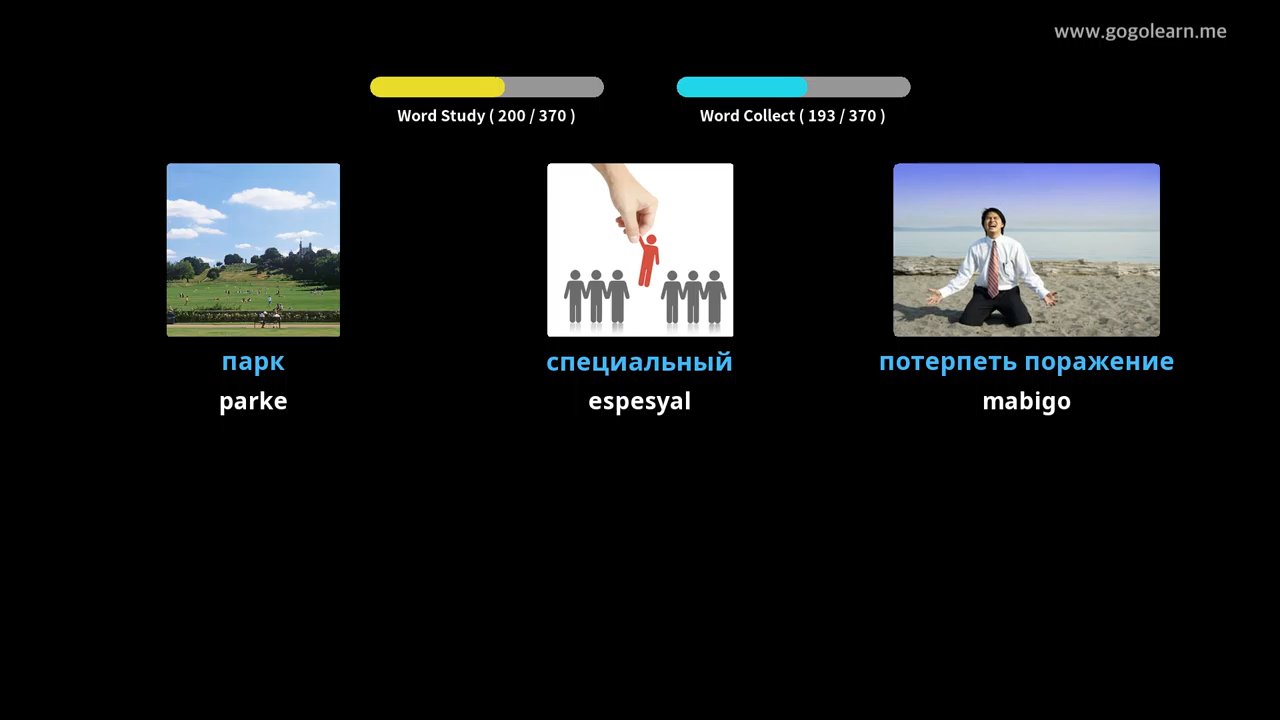 www.gogolearn.me
Word Study ( 200 / 370 )
Word Collect ( 193 / 370 )
парк
специальный
потерпеть поражение
parke
espesyal
mabigo